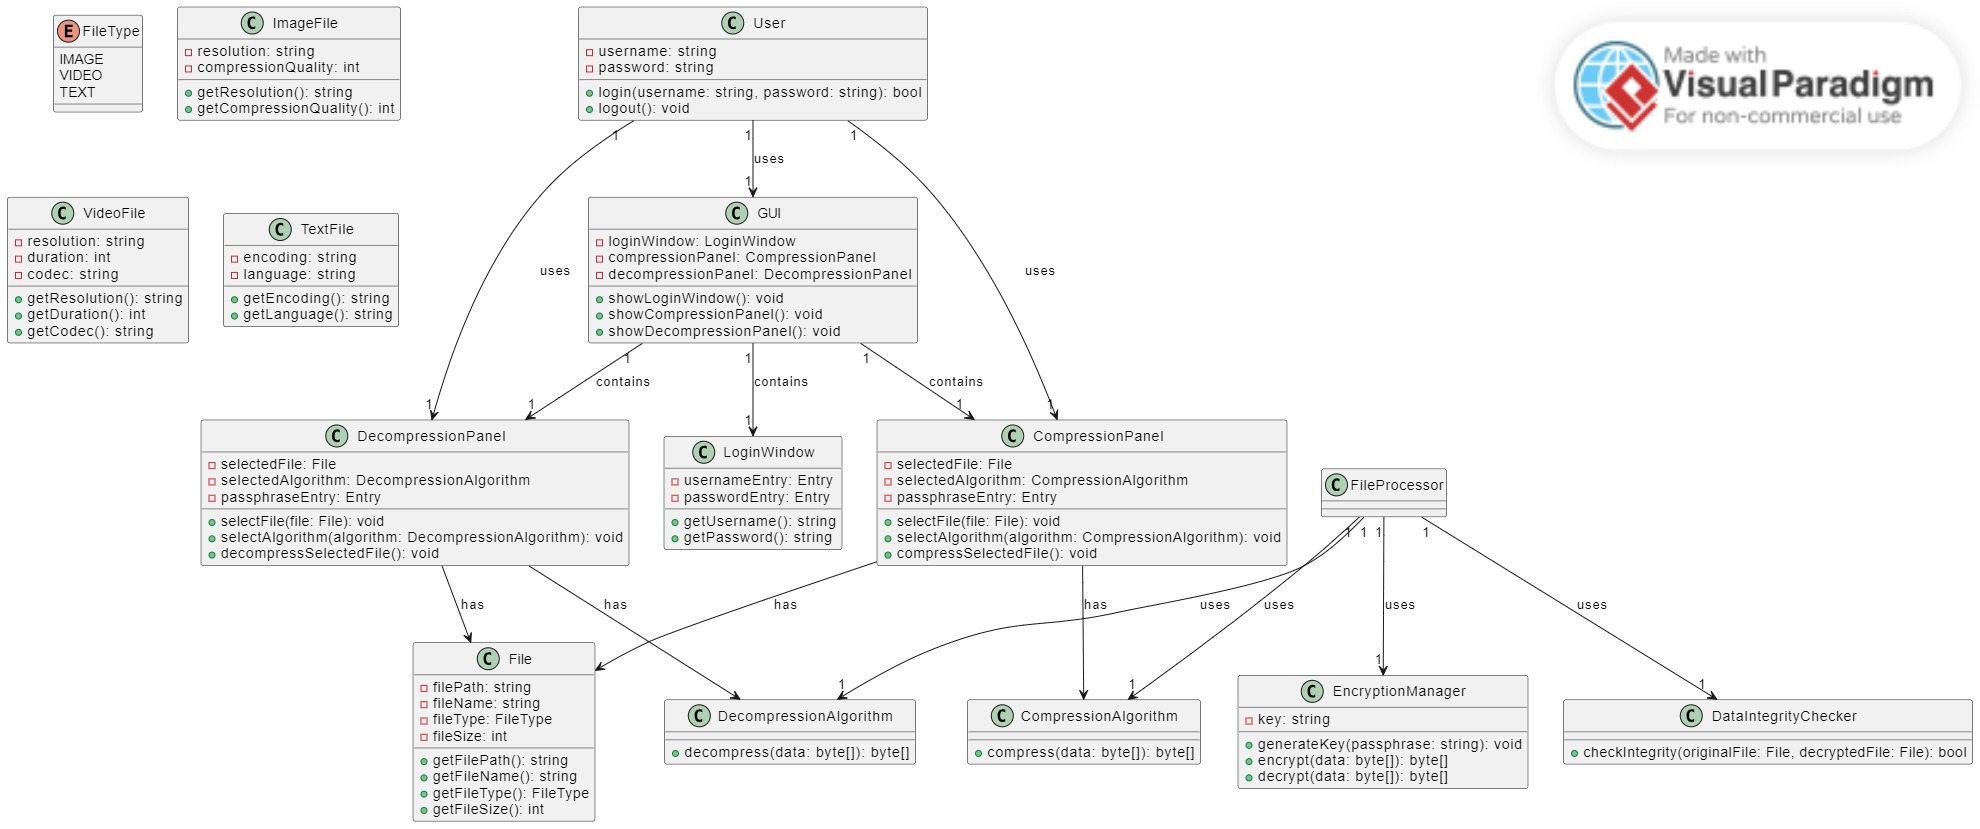 E FileType
IMAGE
VIDEO
TEXT
C ImageFile
resolution: string
compressionQuality: int
getResolution(): string
getCompressionQuality(): int
C User
username: string
password: string
login(username: string, password: string): bool
logout(): void
Made with
Visual Paradigm
For non-commercial use
1
1
1
uses
1
C VideoFile
resolution: string
duration: int
codec: string
getResolution(): string
getDuration(): int
getCodec(): string
C TextFile
encoding: string
language: string
getEncoding(): string
getLanguage(): string
C GUI
loginWindow: LoginWindow
compressionPanel: CompressionPanel
decompressionPanel: DecompressionPanel
showLoginWindow(): void
showCompressionPanel(): void
showDecompressionPanel(): void
uses
uses
1
1
1
contains
contains
contains
1
1
1
1
1
C DecompressionPanel
selectedFile: File
selectedAlgorithm: DecompressionAlgorithm
passphraseEntry: Entry
selectFile(file: File): void
selectAlgorithm(algorithm: DecompressionAlgorithm): void
decompressSelectedFile(): void
C LoginWindow
usernameEntry: Entry
passwordEntry: Entry
getUsername(): string
getPassword(): string
C CompressionPanel
selectedFile: File
selectedAlgorithm: CompressionAlgorithm
passphraseEntry: Entry
selectFile(file: File): void
selectAlgorithm(algorithm: CompressionAlgorithm): void
compressSelectedFile(): void
C FileProcessor
1
1
1
1
has
has
has
has
uses
uses
uses
uses
C File
filePath: string
fileName: string
fileType: FileType
fileSize: int
getFilePath(): string
getFileName(): string
getFileType(): FileType
getFileSize(): int
1
1
1
1
C DecompressionAlgorithm
decompress(data: byte[]): byte[]
C CompressionAlgorithm
compress(data: byte[]): byte[]
C EncryptionManager
key: string
generateKey(passphrase: string): void
encrypt(data: byte[]): byte[]
decrypt(data: byte[]): byte[]
C DataIntegrityChecker
checkIntegrity(originalFile: File, decryptedFile: File): bool